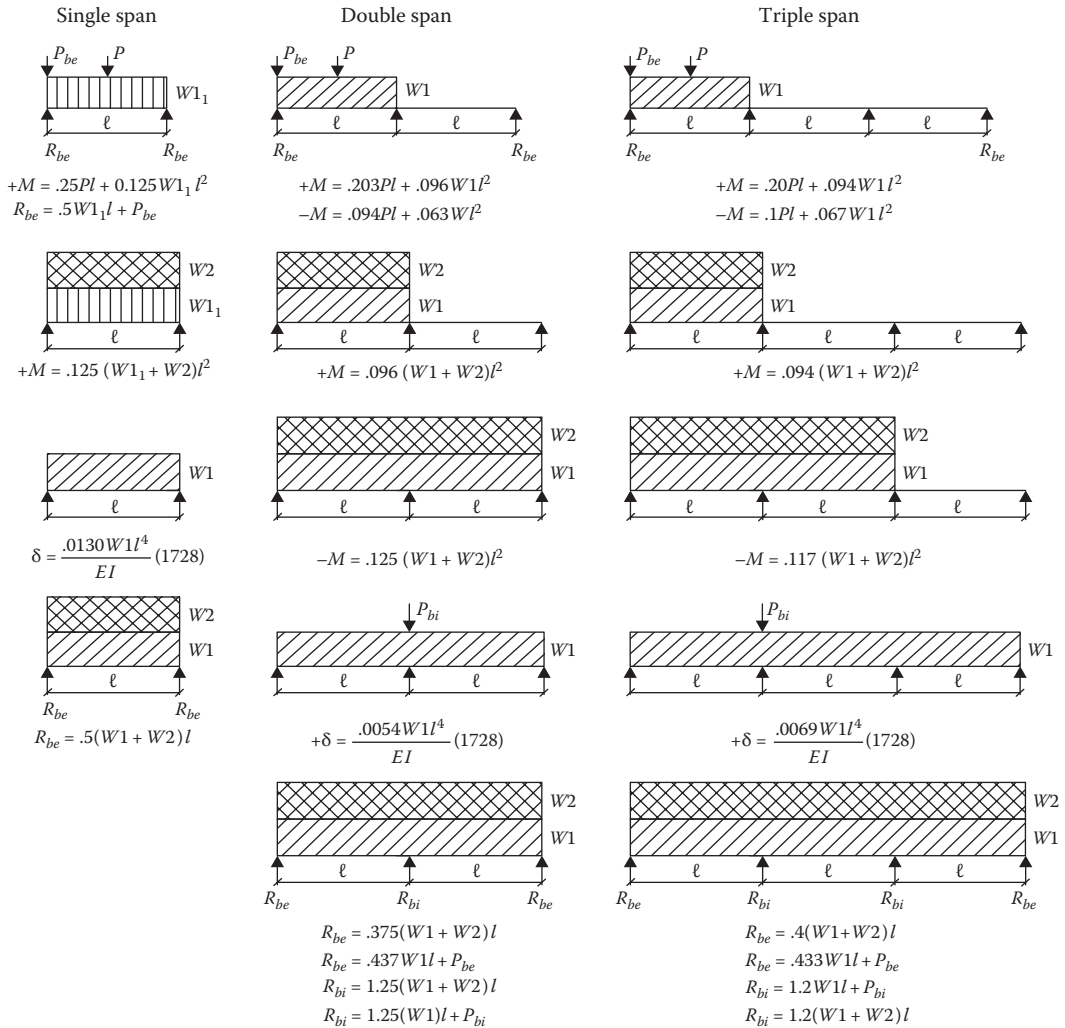 Single span
P_be P
W1₁
ℓ
R_be R_be
+M = .25Pl + 0.125W1₁l²
R_be = .5W1₁l + P_be
W2
W1₁
ℓ
+M = .125 (W1₁ + W2)l²
W1
ℓ
δ = .0130W1l⁴/EI (1728)
W2
W1
ℓ
R_be R_be
R_be = .5(W1 + W2)l
Double span
P_be P
W1
ℓ ℓ
R_be R_be
+M = .203Pl + .096W1l²
−M = .094Pl + .063Wl²
W2
W1
ℓ ℓ
+M = .096 (W1 + W2)l²
W2
W1
ℓ ℓ
−M = .125 (W1 + W2)l²
P_bi
W1
ℓ ℓ
+δ = .0054W1l⁴/EI (1728)
W2
W1
ℓ ℓ
R_be R_bi R_be
R_be = .375(W1 + W2)l
R_be = .437W1l + P_be
R_bi = 1.25(W1 + W2)l
R_bi = 1.25(W1)l + P_bi
Triple span
P_be P
W1
ℓ ℓ ℓ
R_be R_be
+M = .20Pl + .094W1l²
−M = .1Pl + .067W1l²
W2
W1
ℓ ℓ ℓ
+M = .094 (W1 + W2)l²
W2
W1
ℓ ℓ ℓ
−M = .117 (W1 + W2)l²
P_bi
W1
ℓ ℓ ℓ
+δ = .0069W1l⁴/EI (1728)
W2
W1
ℓ ℓ ℓ
R_be R_bi R_bi R_be
R_be = .4(W1+W2)l
R_be = .433W1l + P_be
R_bi = 1.2W1l + P_bi
R_bi = 1.2(W1 + W2)l